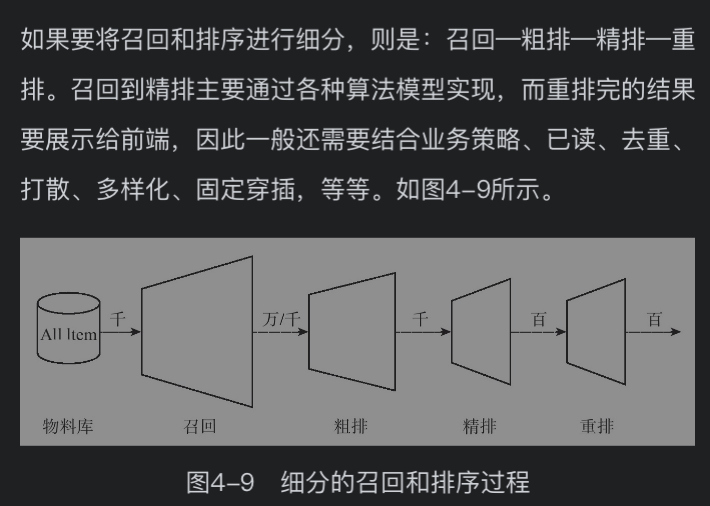 如果要将召回和排序进行细分，则是：召回—粗排—精排—重
排。召回到精排主要通过各种算法模型实现，而重排完的结果
要展示给前端，因此一般还需要结合业务策略、已读、去重、
打散、多样化、固定穿插，等等。如图4–9所示。
千
万/千
千
百
百
All Item
物料库
召回
粗排
精排
重排
图4–9 细分的召回和排序过程